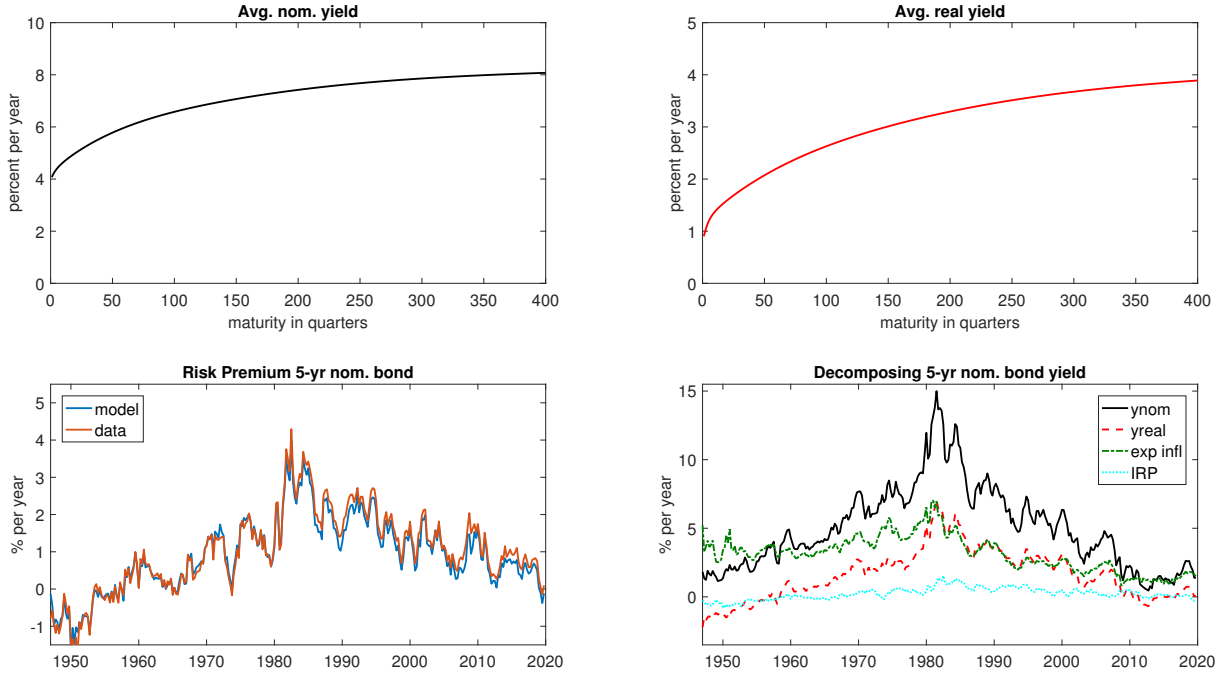 Avg. nom. yield
percent per year
10
8
6
4
2
0
0 50 100 150 200 250 300 350 400
maturity in quarters
Avg. real yield
percent per year
5
4
3
2
1
0
0 50 100 150 200 250 300 350 400
maturity in quarters
Risk Premium 5-yr nom. bond
% per year
5
4
3
2
1
0
-1
model
data
1950 1960 1970 1980 1990 2000 2010 2020
Decomposing 5-yr nom. bond yield
% per year
15
10
5
0
ynom
yreal
exp infl
IRP
1950 1960 1970 1980 1990 2000 2010 2020